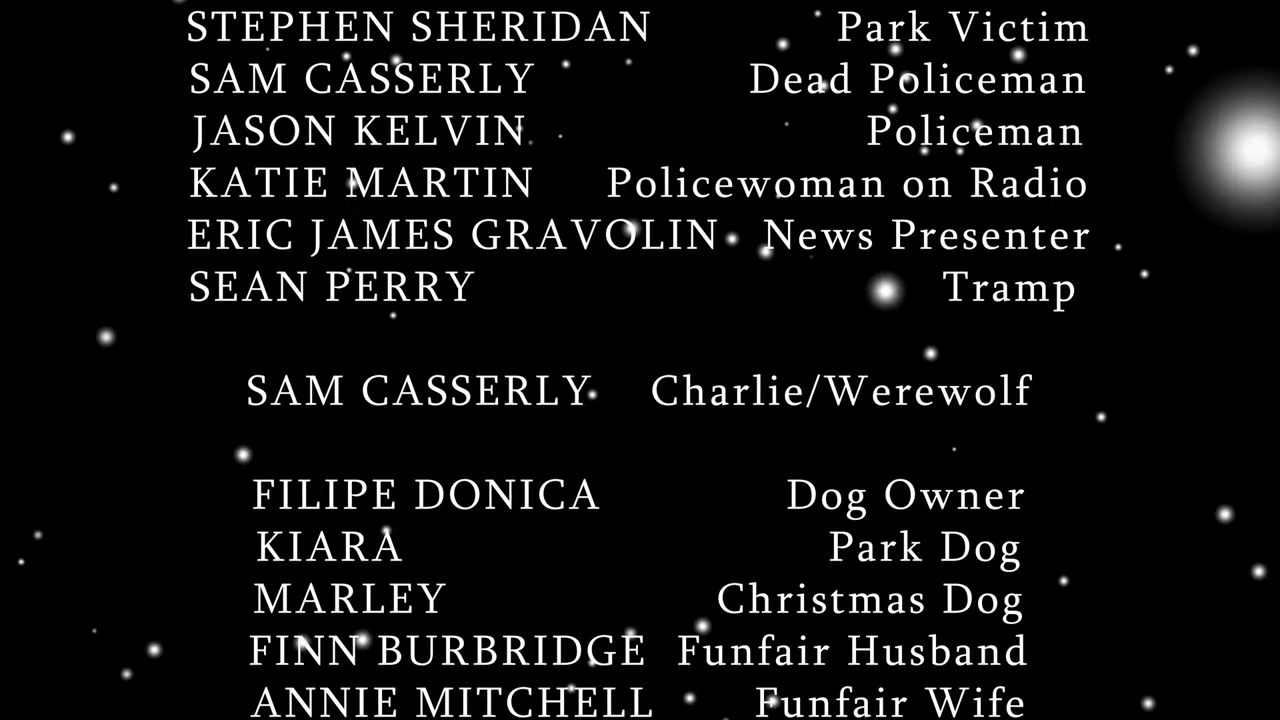 STEPHEN SHERIDAN Park Victim
SAM CASSERLY Dead Policeman
JASON KELVIN Policeman
KATIE MARTIN Policewoman on Radio
ERIC JAMES GRAVOLIN News Presenter
SEAN PERRY Tramp
SAM CASSERLY Charlie/Werewolf
FILIPE DONICA Dog Owner
KIARA Park Dog
MARLEY Christmas Dog
FINN BURBRIDGE Funfair Husband
ANNIE MITCHELL Funfair Wife